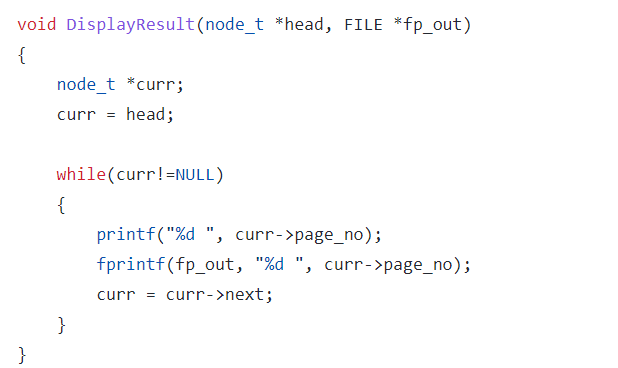 void DisplayResult(node_t *head, FILE *fp_out)
{
    node_t *curr;
    curr = head;

    while(curr!=NULL)
    {
        printf("%d ", curr->page_no);
        fprintf(fp_out, "%d ", curr->page_no);
        curr = curr->next;
    }
}